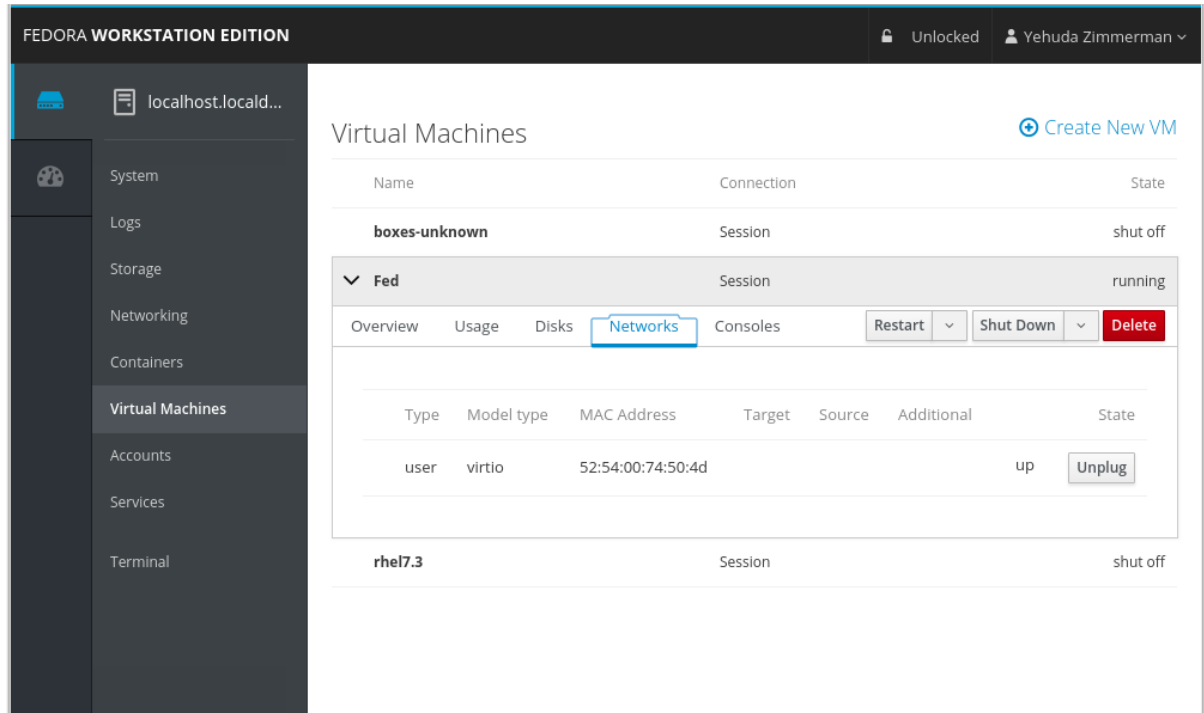 FEDORA WORKSTATION EDITION
Unlocked
Yehuda Zimmerman
localhost.locald...
System
Logs
Storage
Networking
Containers
Virtual Machines
Accounts
Services
Terminal
Virtual Machines
Create New VM
Name Connection State
boxes-unknown Session shut off
Fed Session running
Overview Usage Disks Networks Consoles Restart Shut Down Delete
Type Model type MAC Address Target Source Additional State
user virtio 52:54:00:74:50:4d up Unplug
rhel7.3 Session shut off